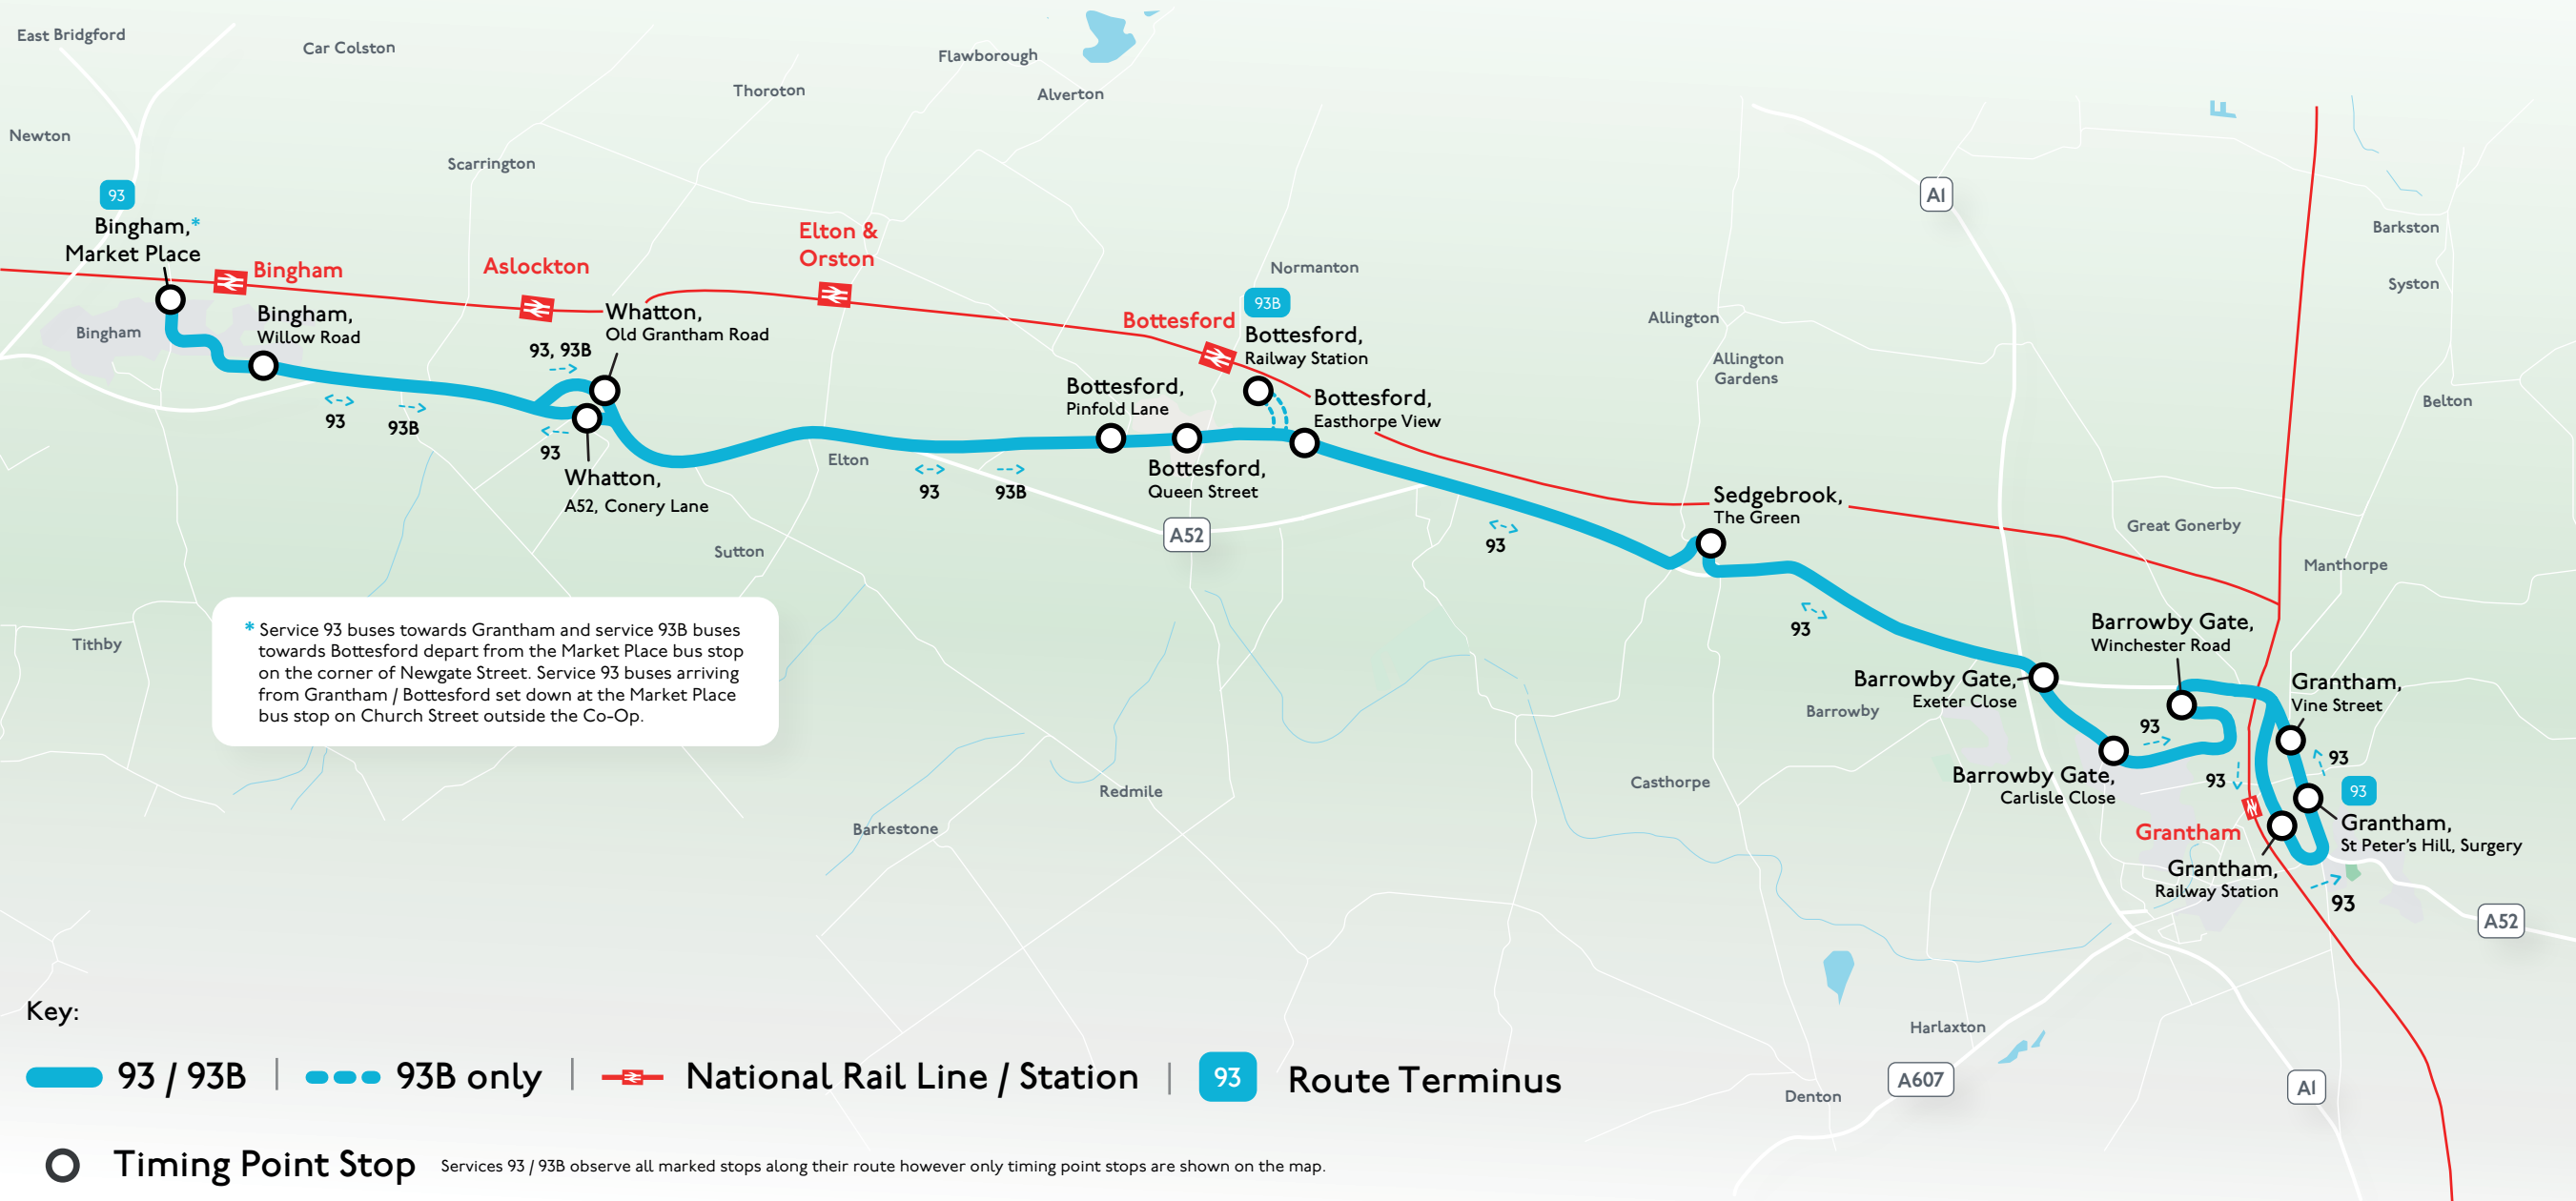 East Bridgford
Car Colston
Flawborough
Thoroton
Alverton
Newton
Scarrington
93
Bingham,*
Market Place
Bingham
Aslockton
Elton &
Orston
Normanton
93B
Bottesford
Bottesford,
Railway Station
A1
F
Barkston
Syston
Allington
Allington
Gardens
Belton
Bingham
Bingham,
Willow Road
Whatton,
Old Grantham Road
93, 93B
93
93B
93
Whatton,
A52, Conery Lane
Elton
93
93B
Bottesford,
Pinfold Lane
Bottesford,
Queen Street
Bottesford,
Easthorpe View
A52
93
Sedgebrook,
The Green
Great Gonerby
Manthorpe
Sutton
Tithby
* Service 93 buses towards Grantham and service 93B buses
towards Bottesford depart from the Market Place bus stop
on the corner of Newgate Street. Service 93 buses arriving
from Grantham / Bottesford set down at the Market Place
bus stop on Church Street outside the Co-Op.
93
Barrowby Gate,
Winchester Road
Barrowby Gate,
Exeter Close
Barrowby
Grantham,
Vine Street
93
93
93
93
Barrowby Gate,
Carlisle Close
Casthorpe
Redmile
Barkestone
Grantham
Grantham,
St Peter's Hill, Surgery
Grantham,
Railway Station
93
A52
Harlaxton
A607
Denton
A1
Key:
93 / 93B
93B only
National Rail Line / Station
93
Route Terminus
Timing Point Stop
Services 93 / 93B observe all marked stops along their route however only timing point stops are shown on the map.